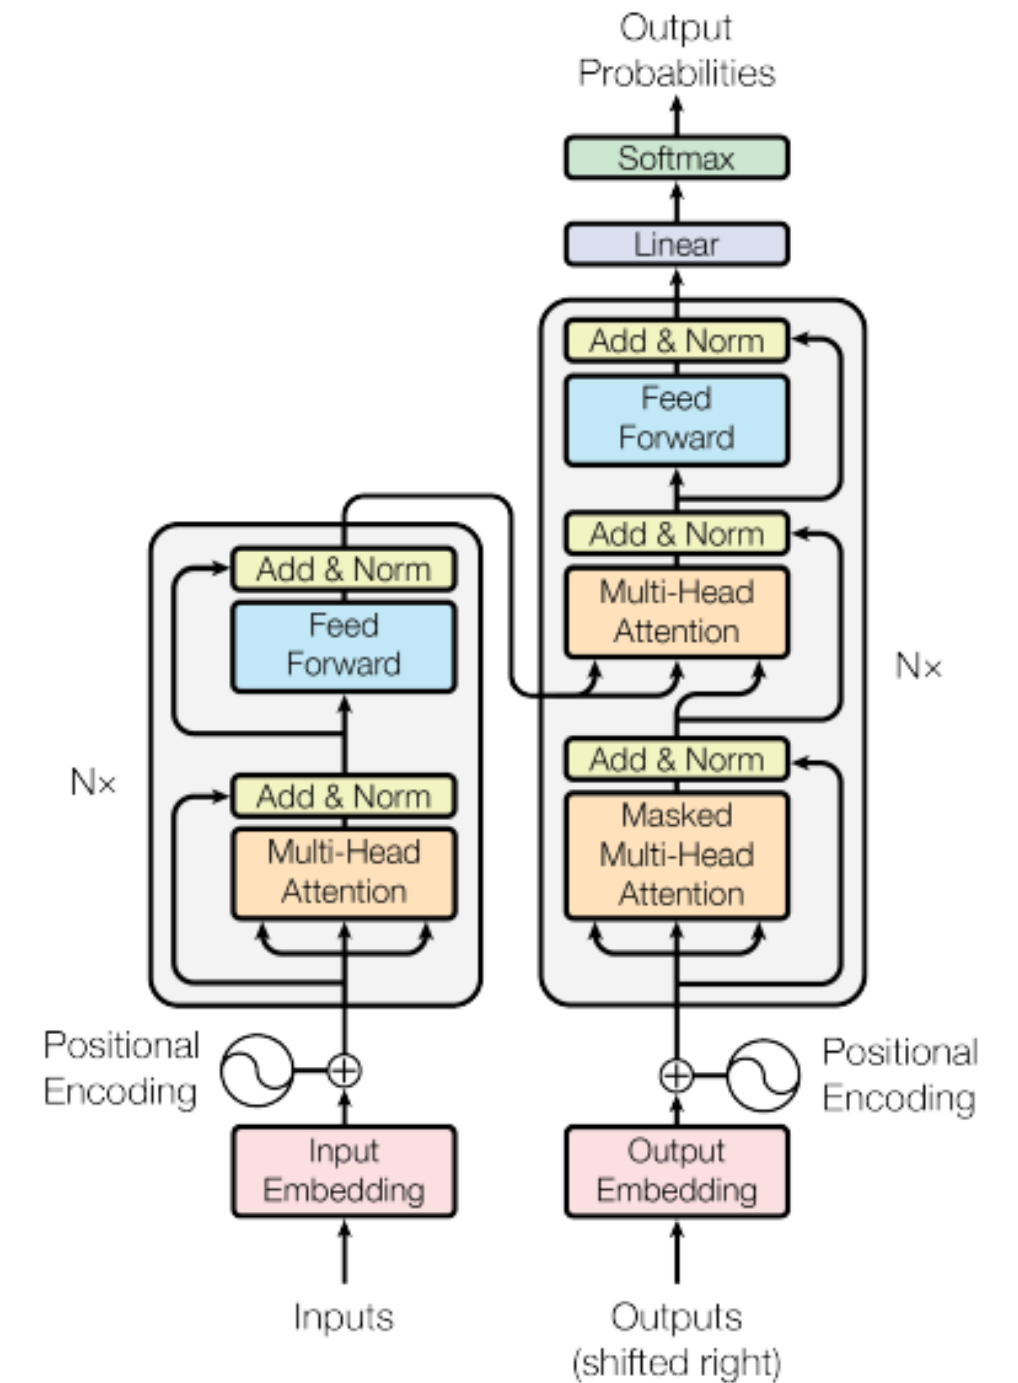 Output
Probabilities
Softmax
Linear
Add & Norm
Feed
Forward
Add & Norm
Multi-Head
Attention
Add & Norm
Masked
Multi-Head
Attention
N×
Add & Norm
Feed
Forward
Add & Norm
Multi-Head
Attention
N×
Positional
Encoding
Positional
Encoding
Input
Embedding
Output
Embedding
Inputs
Outputs
(shifted right)